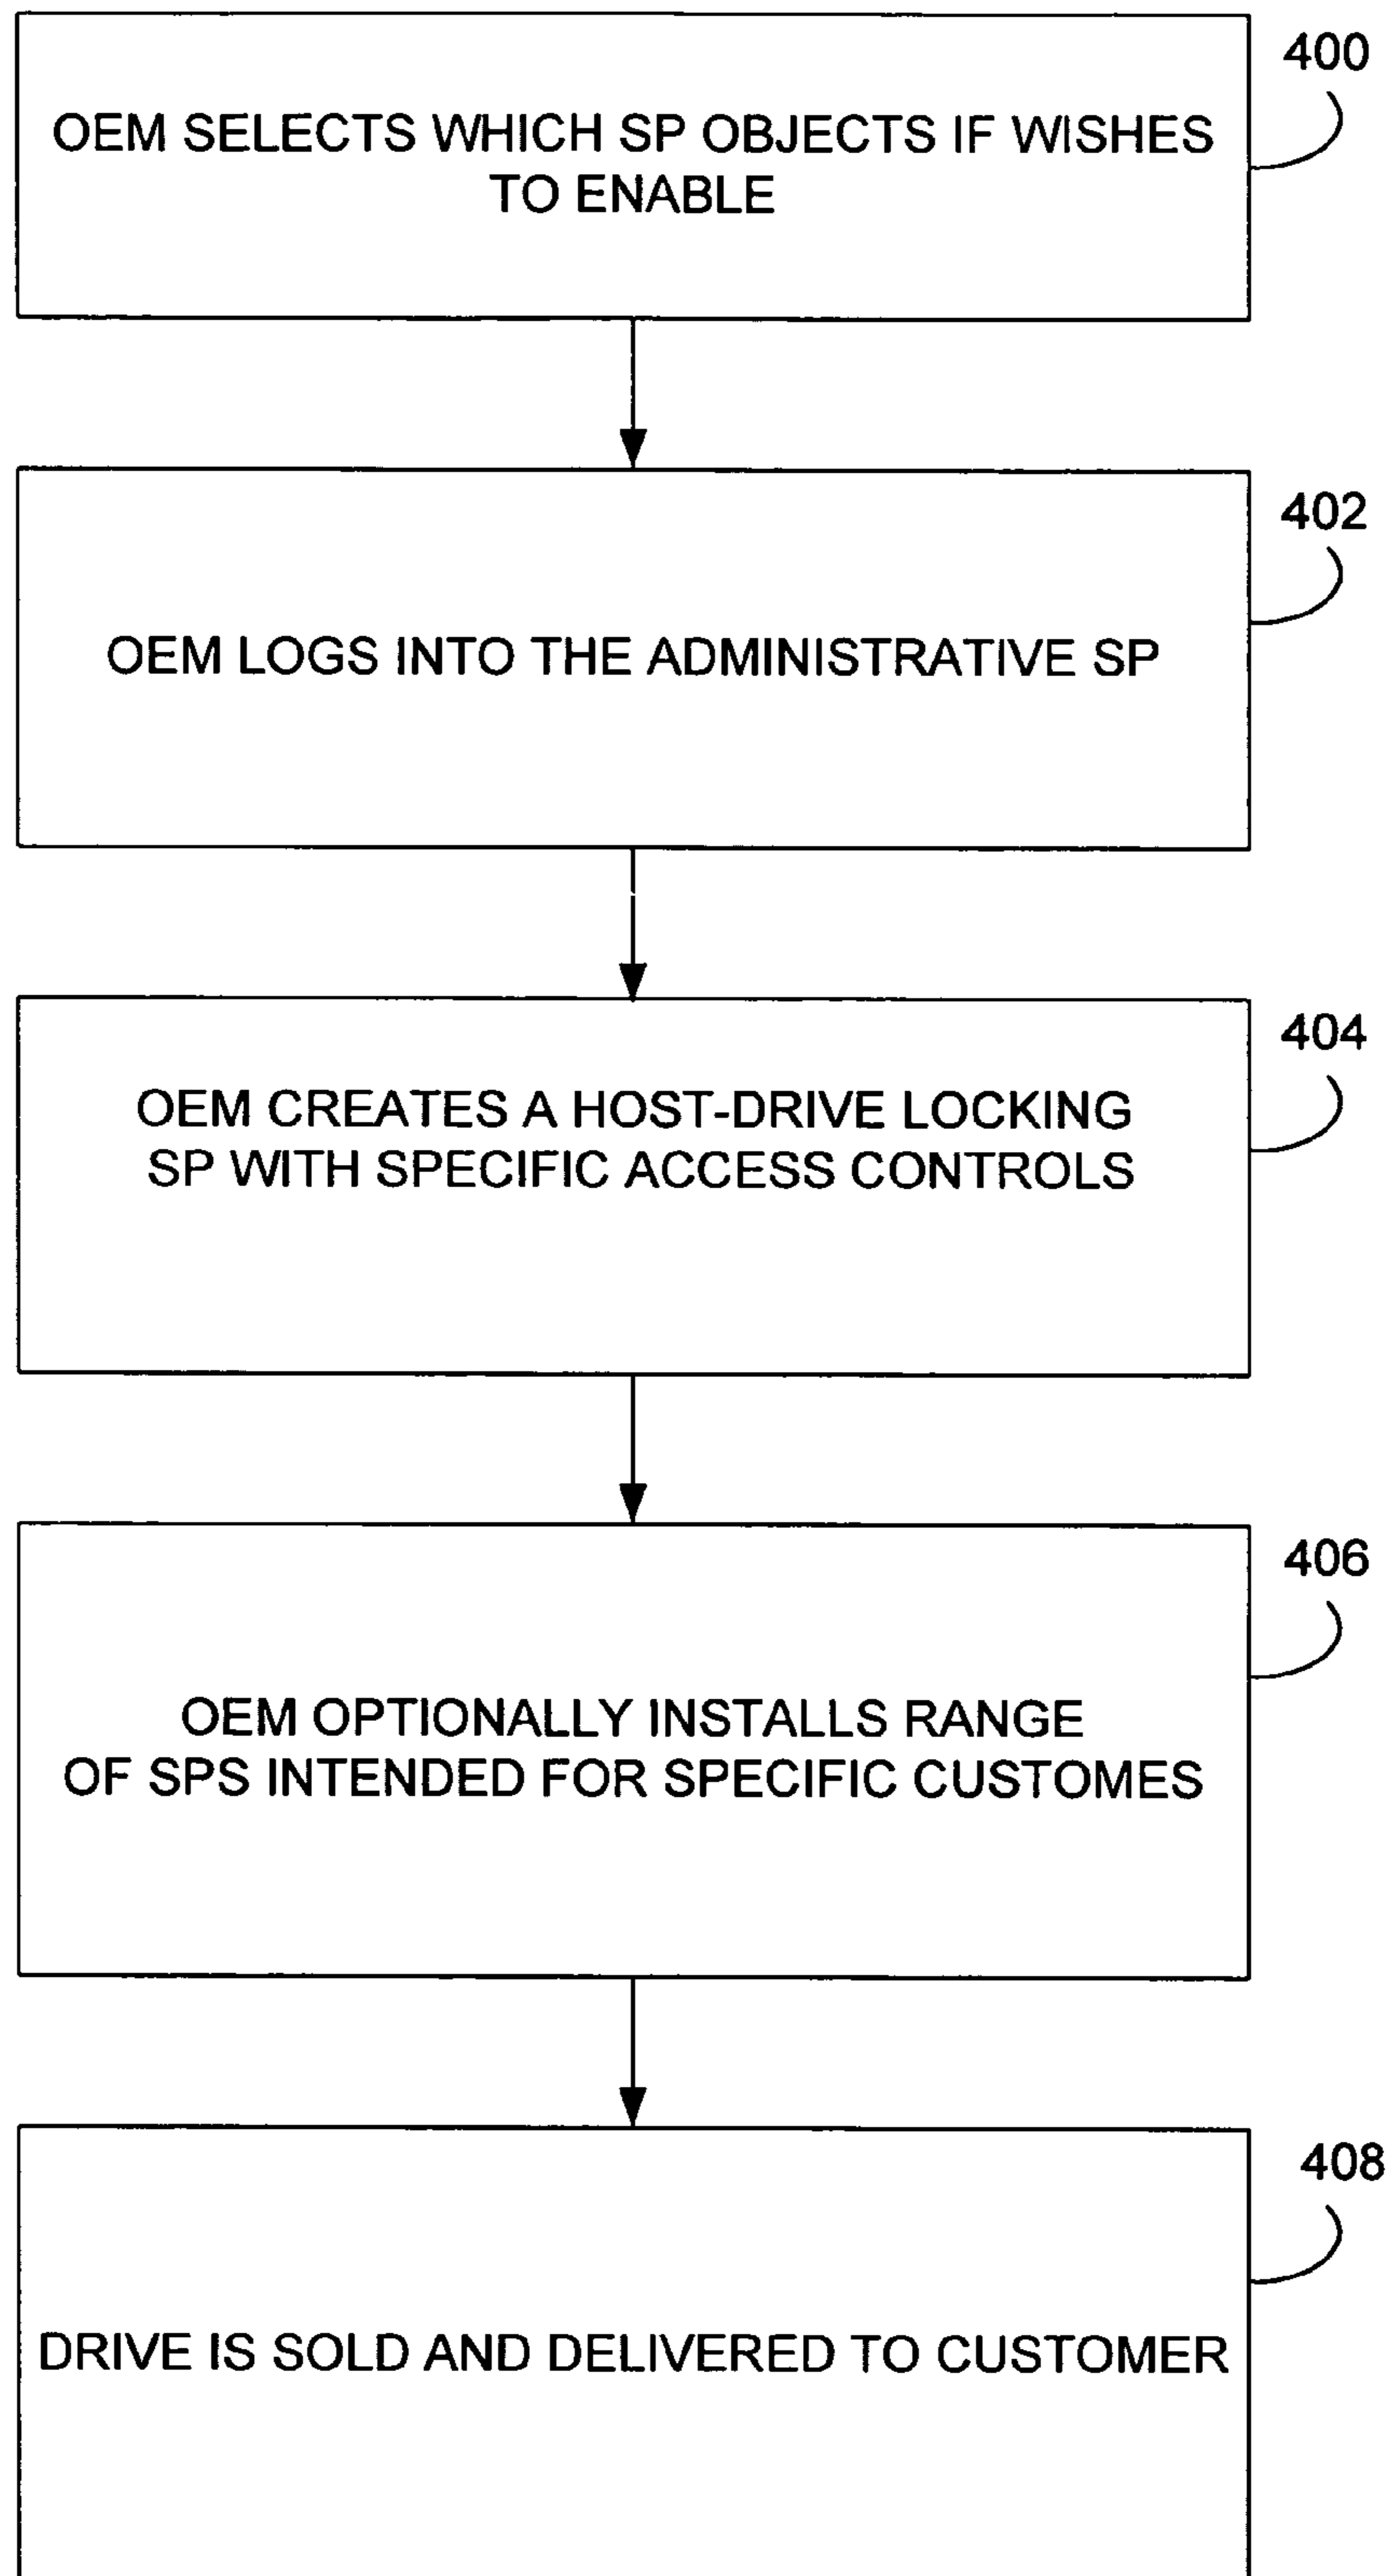 400
OEM SELECTS WHICH SP OBJECTS IF WISHES
TO ENABLE
402
OEM LOGS INTO THE ADMINISTRATIVE SP
404
OEM CREATES A HOST-DRIVE LOCKING
SP WITH SPECIFIC ACCESS CONTROLS
406
OEM OPTIONALLY INSTALLS RANGE
OF SPS INTENDED FOR SPECIFIC CUSTOMES
408
DRIVE IS SOLD AND DELIVERED TO CUSTOMER